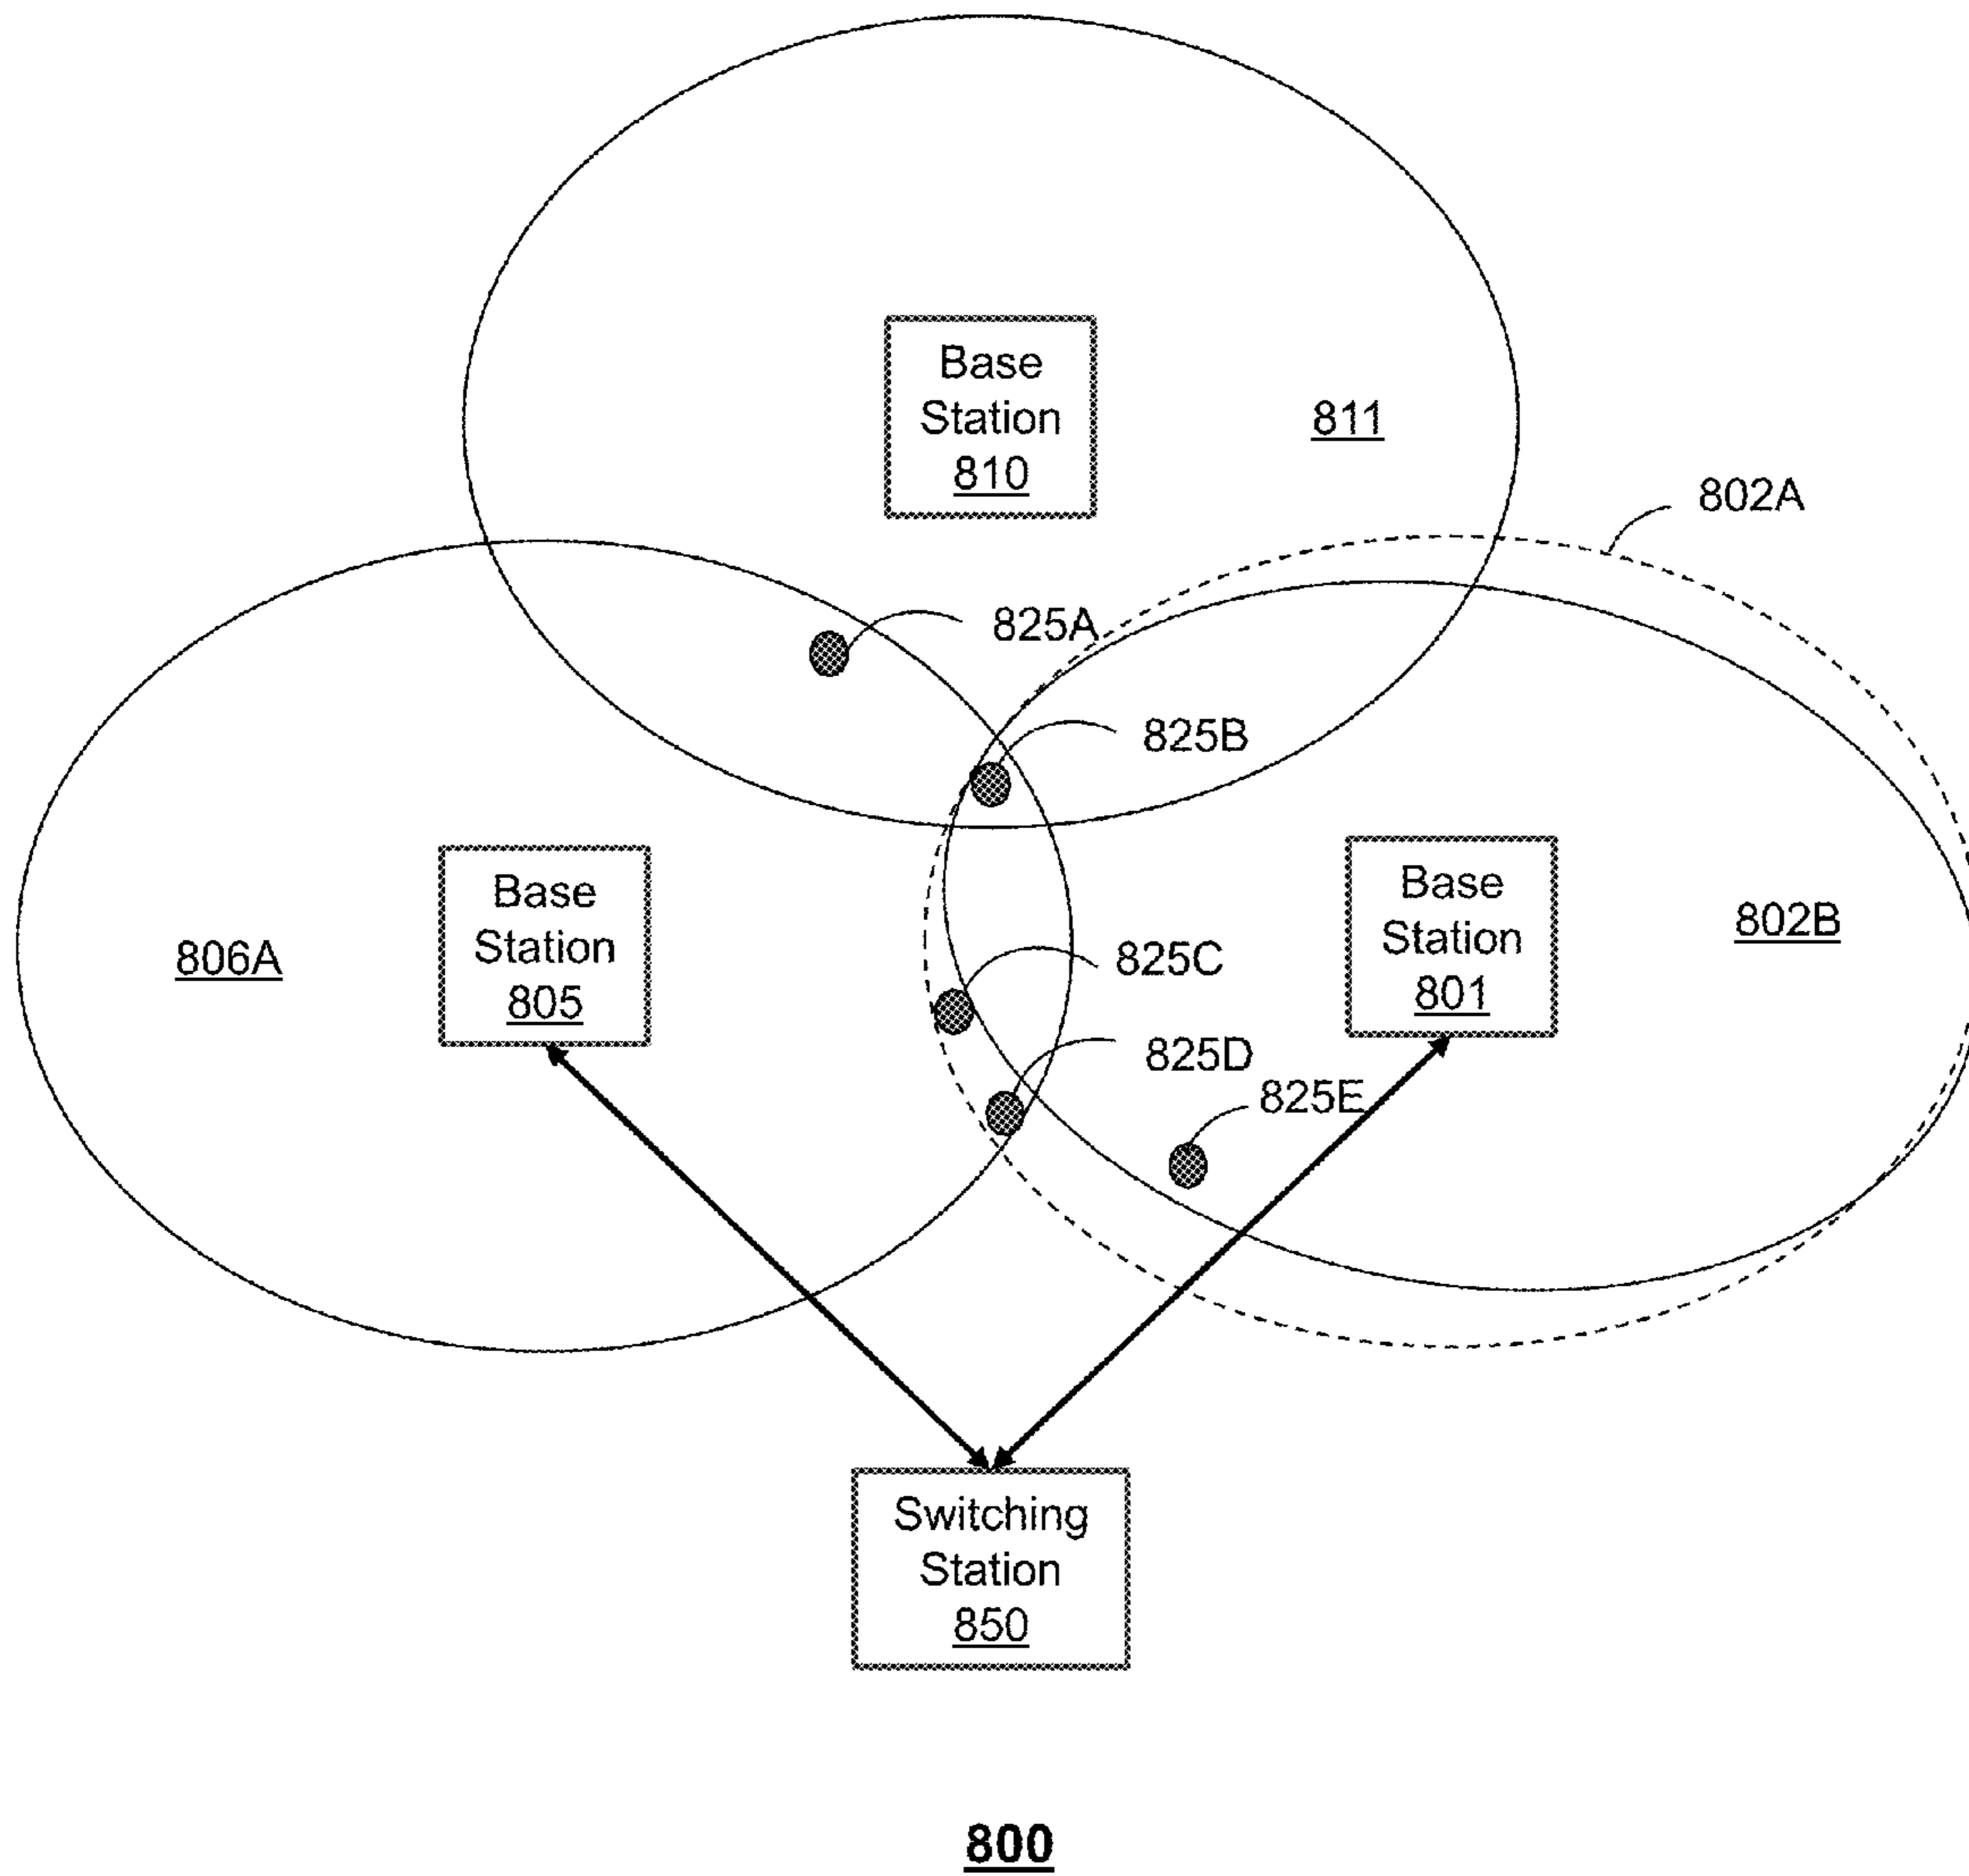 Base
Station
810
811
802A
825A
825B
Base
Station
805
806A
Base
Station
801
802B
825C
825D
825E
Switching
Station
850
800